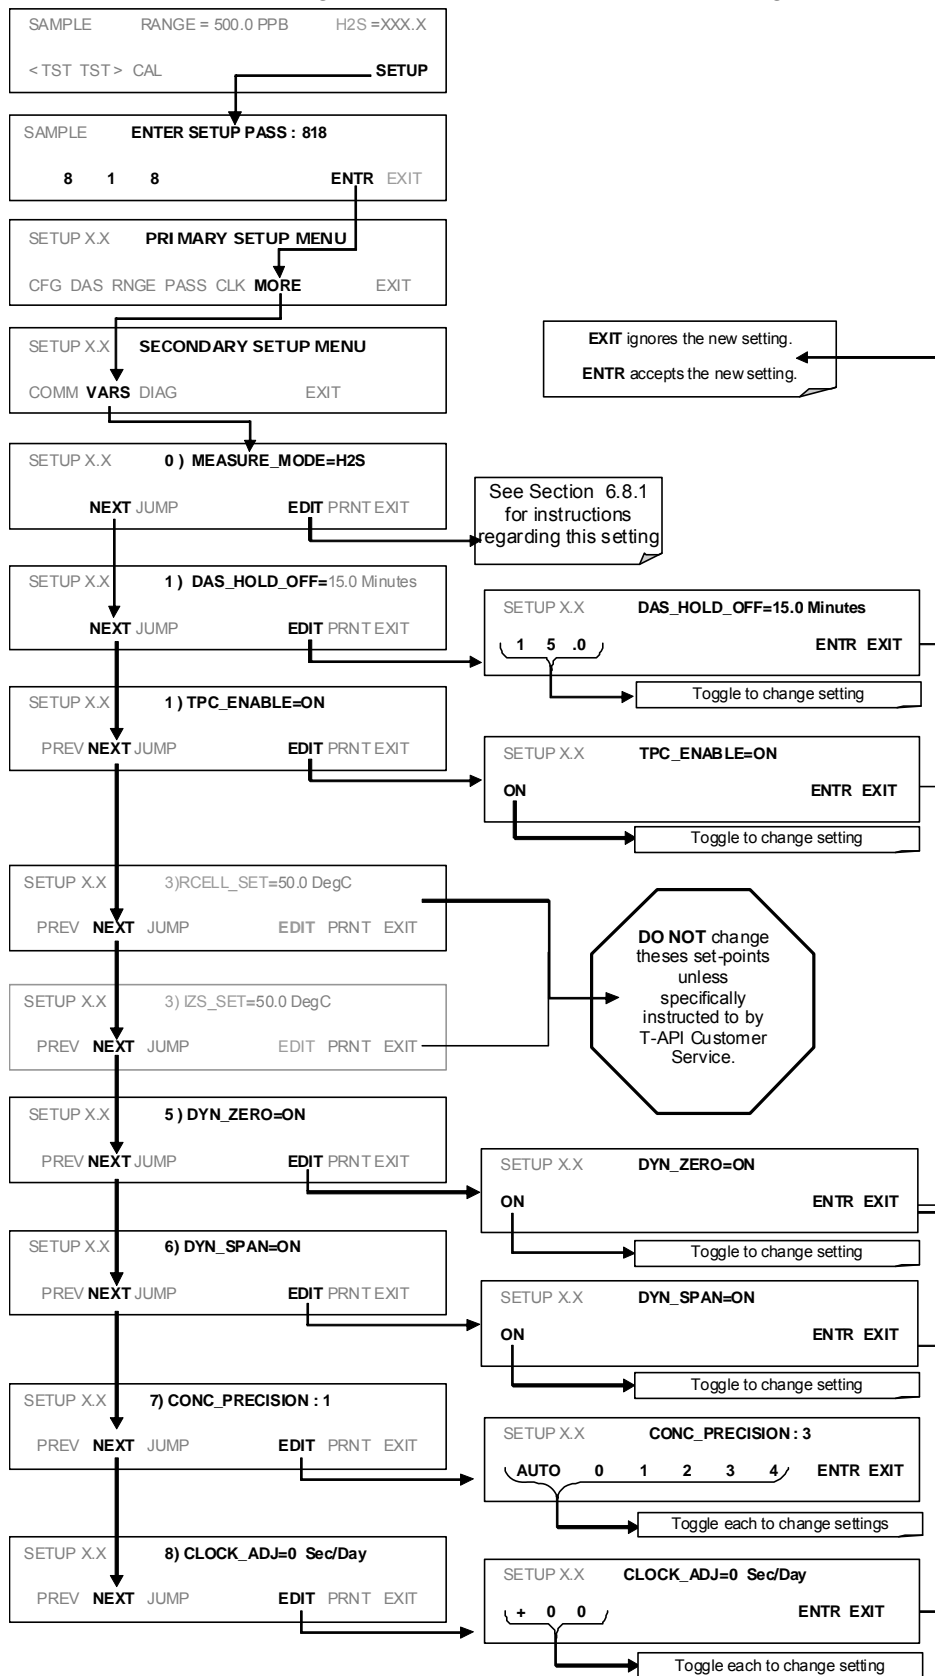 SAMPLE RANGE = 500.0 PPB H2S =XXX.X
< TST TST > CAL SETUP
SAMPLE ENTER SETUP PASS : 818
8 1 8 ENTR EXIT
SETUP X.X PRIMARY SETUP MENU
CFG DAS RNGE PASS CLK MORE EXIT
SETUP X.X SECONDARY SETUP MENU
COMM VARS DIAG EXIT
EXIT ignores the new setting.
ENTR accepts the new setting.
SETUP X.X 0 ) MEASURE_MODE=H2S
NEXT JUMP EDIT PRNT EXIT
See Section 6.8.1
for instructions
regarding this setting
SETUP X.X 1 ) DAS_HOLD_OFF=15.0 Minutes
NEXT JUMP EDIT PRNT EXIT
SETUP X.X DAS_HOLD_OFF=15.0 Minutes
1 5 .0 ENTR EXIT
Toggle to change setting
SETUP X.X 1 ) TPC_ENABLE=ON
PREV NEXT JUMP EDIT PRNT EXIT
SETUP X.X TPC_ENABLE=ON
ON ENTR EXIT
Toggle to change setting
SETUP X.X 3)RCELL_SET=50.0 DegC
PREV NEXT JUMP EDIT PRNT EXIT
SETUP X.X 3) IZS_SET=50.0 DegC
PREV NEXT JUMP EDIT PRNT EXIT
DO NOT change
theses set-points
unless
specifically
instructed to by
T-API Customer
Service.
SETUP X.X 5 ) DYN_ZERO=ON
PREV NEXT JUMP EDIT PRNT EXIT
SETUP X.X DYN_ZERO=ON
ON ENTR EXIT
Toggle to change setting
SETUP X.X 6) DYN_SPAN=ON
PREV NEXT JUMP EDIT PRNT EXIT
SETUP X.X DYN_SPAN=ON
ON ENTR EXIT
Toggle to change setting
SETUP X.X 7) CONC_PRECISION : 1
PREV NEXT JUMP EDIT PRNT EXIT
SETUP X.X CONC_PRECISION : 3
AUTO 0 1 2 3 4 ENTR EXIT
Toggle each to change settings
SETUP X.X 8) CLOCK_ADJ=0 Sec/Day
PREV NEXT JUMP EDIT PRNT EXIT
SETUP X.X CLOCK_ADJ=0 Sec/Day
+ 0 0 ENTR EXIT
Toggle each to change setting